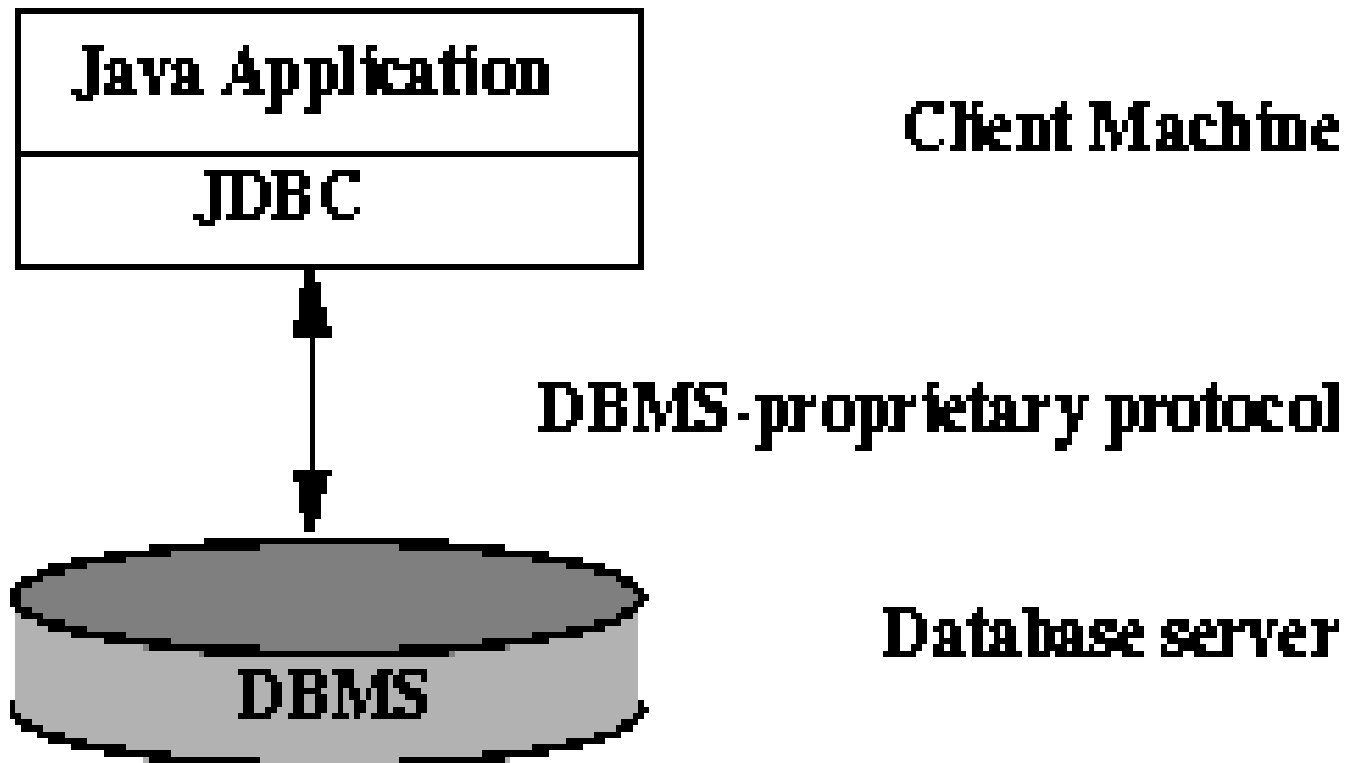 Java Application
Client Machine
JDBC
DBMS-proprietary protocol
Database server
DBMS